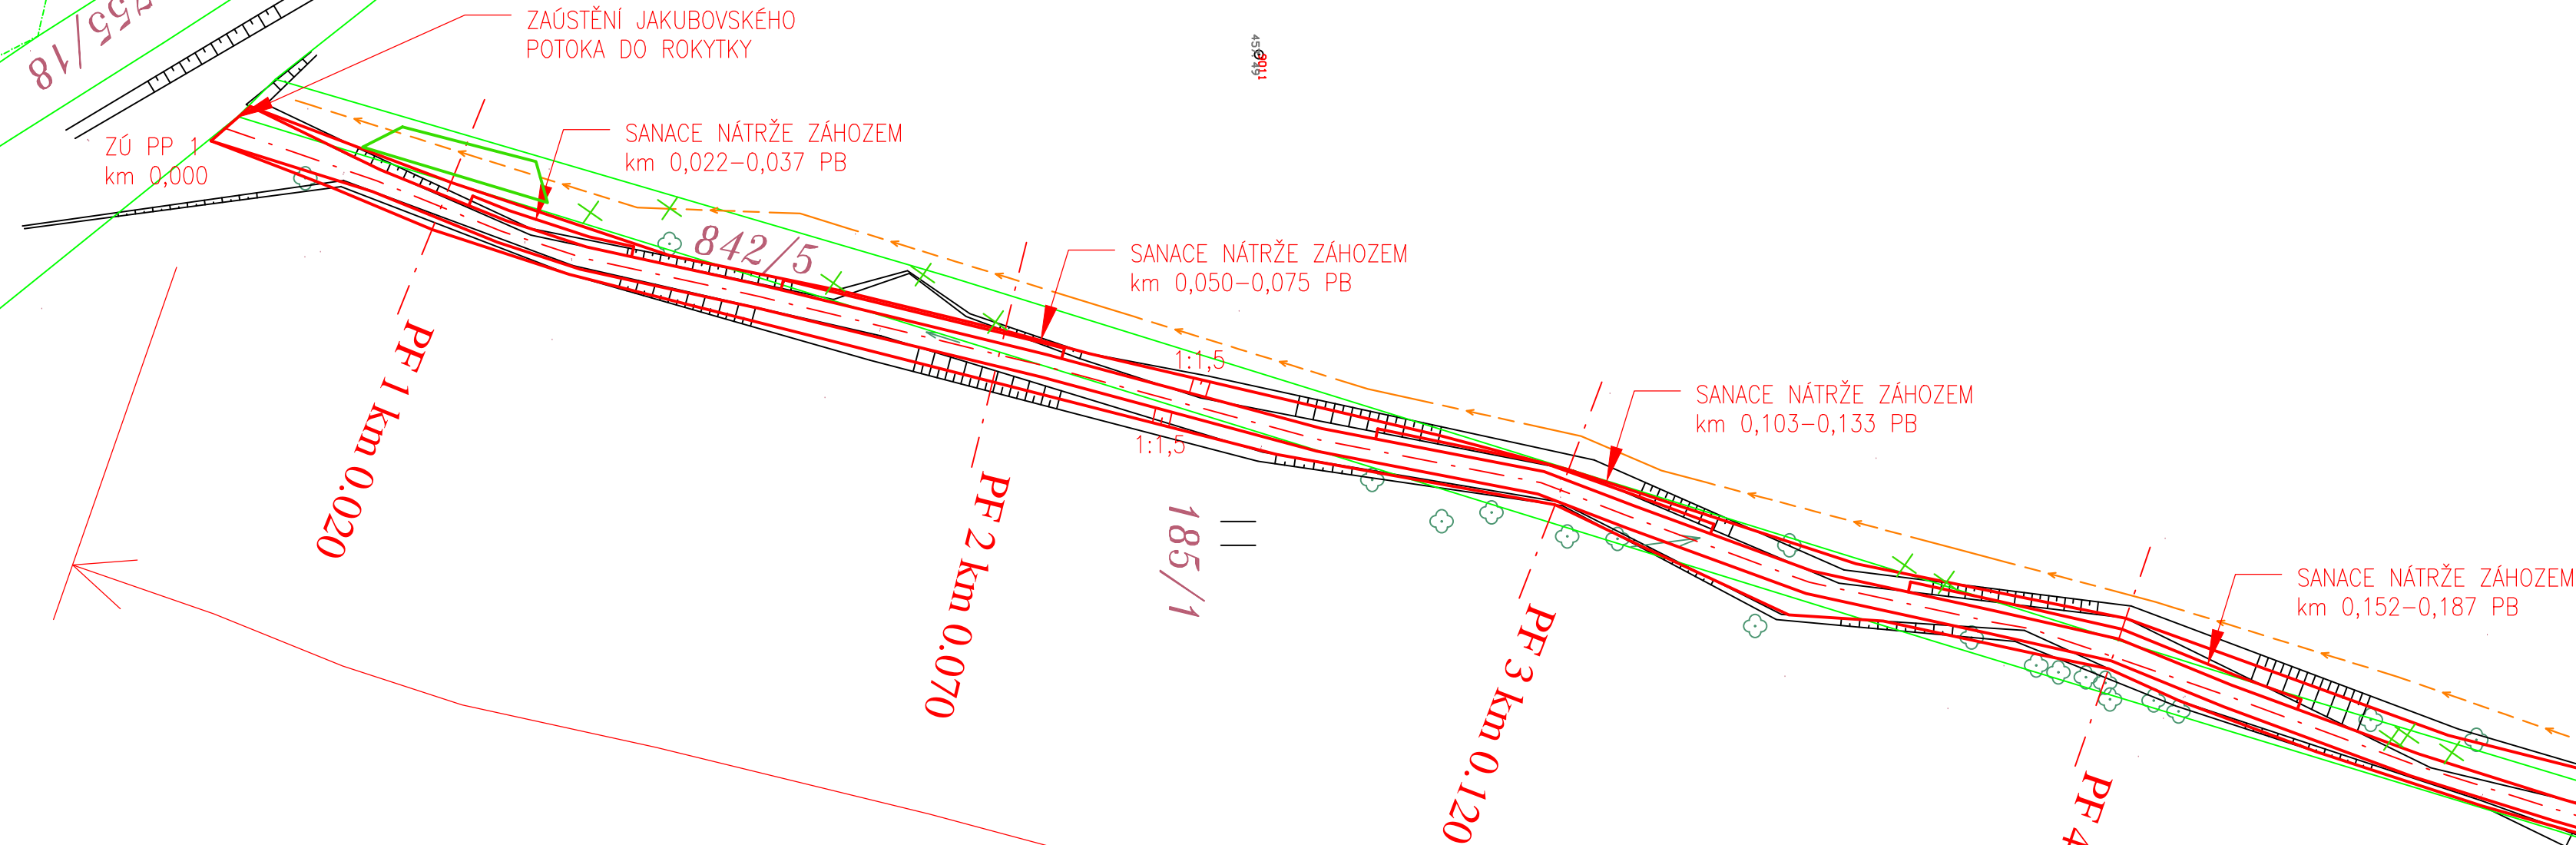 755/18
ZAÚSTĚNÍ JAKUBOVSKÉHO
POTOKA DO ROKYTKY
ZÚ PP 1
km 0,000
SANACE NÁTRŽE ZÁHOZEM
km 0,022-0,037 PB
842/5
SANACE NÁTRŽE ZÁHOZEM
km 0,050-0,075 PB
1:1,5
1:1,5
SANACE NÁTRŽE ZÁHOZEM
km 0,103-0,133 PB
SANACE NÁTRŽE ZÁHOZEM
km 0,152-0,187 PB
185/1
PF 1 km 0.020
PF 2 km 0.070
PF 3 km 0.120
PF 4